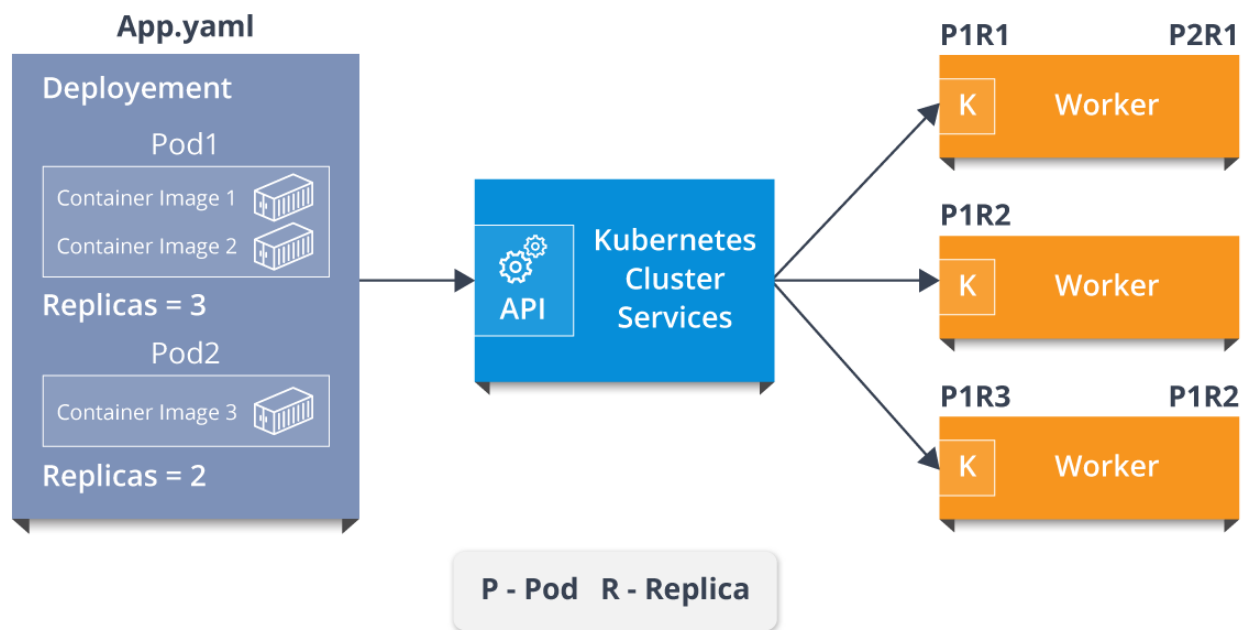 App.yaml
Deployement
Pod1
Container Image 1
Container Image 2
Replicas = 3
Pod2
Container Image 3
Replicas = 2
API
Kubernetes
Cluster
Services
P1R1 P2R1
K Worker
P1R2
K Worker
P1R3 P1R2
K Worker
P - Pod R - Replica